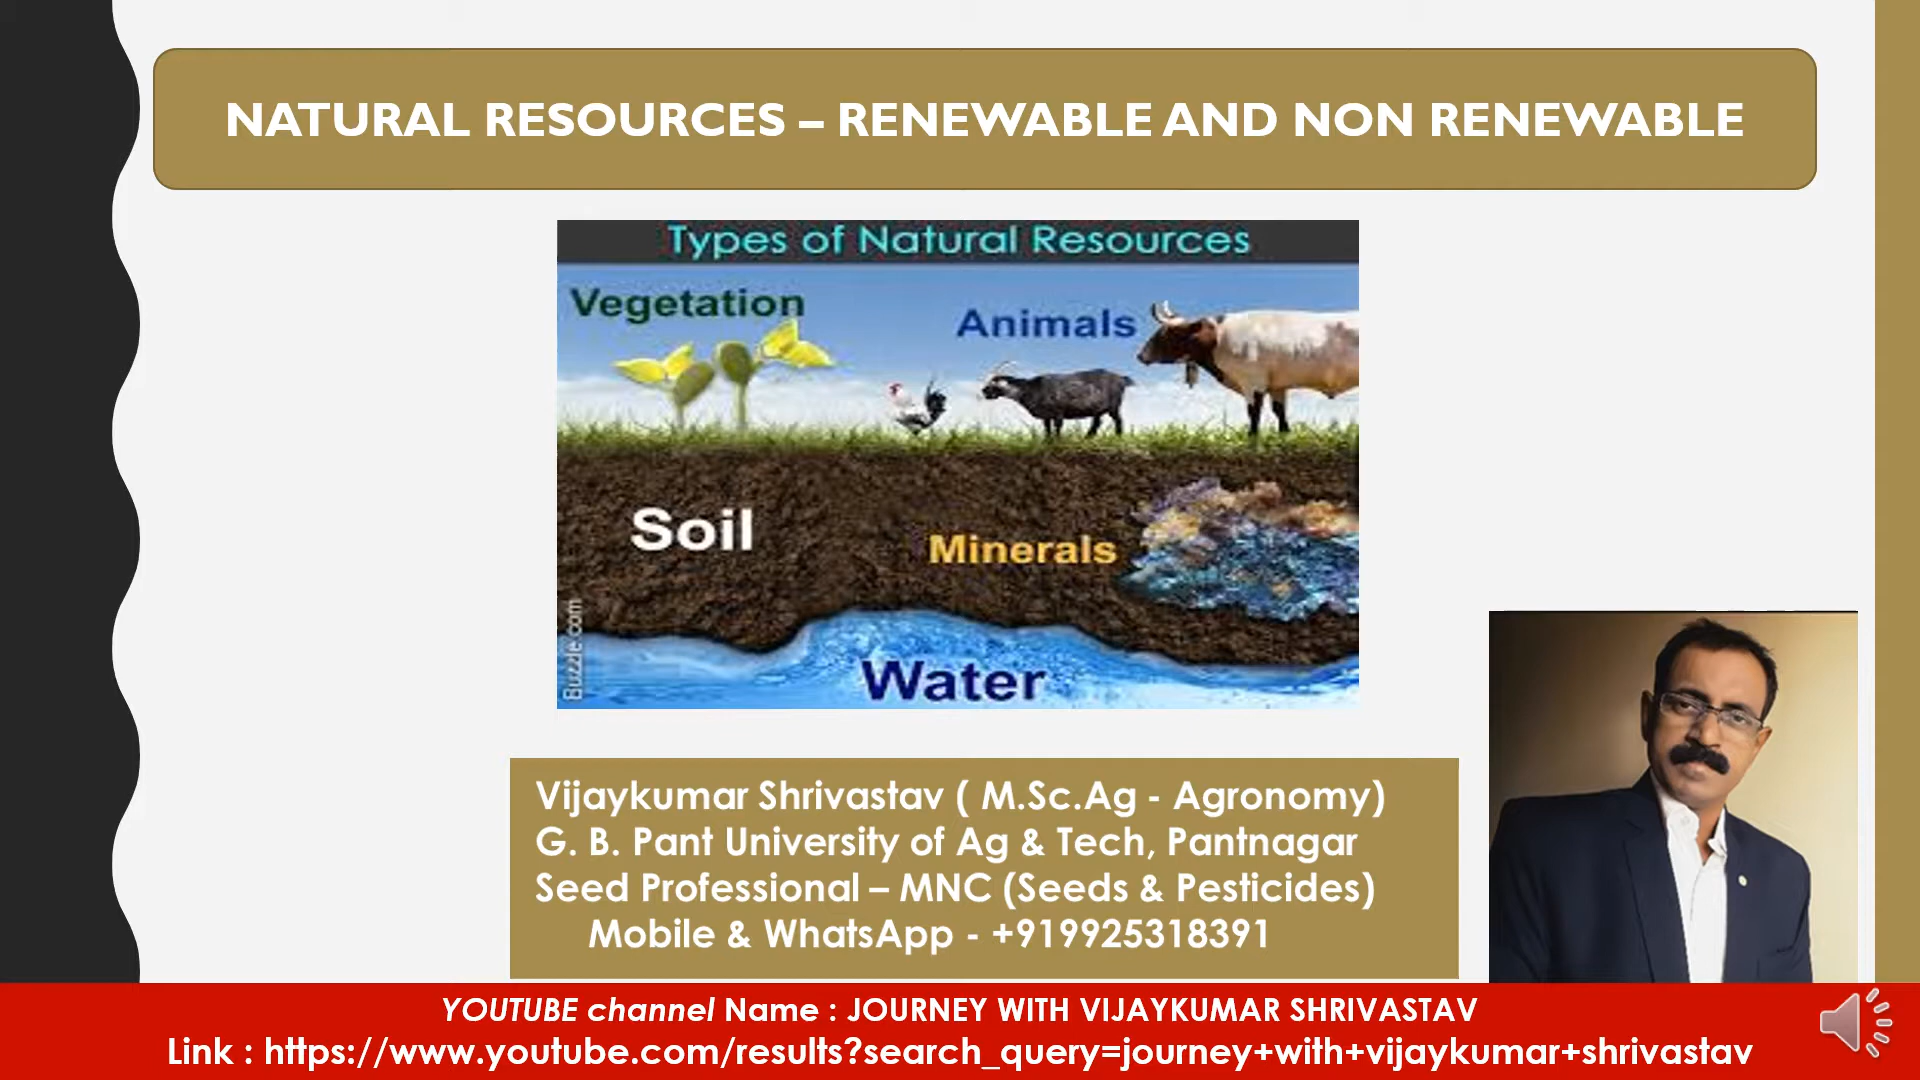 NATURAL RESOURCES – RENEWABLE AND NON RENEWABLE
Types of Natural Resources
Vegetation
Animals
Soil
Minerals
Water
Buzzle.com
Vijaykumar Shrivastav ( M.Sc.Ag - Agronomy)
G. B. Pant University of Ag & Tech, Pantnagar
Seed Professional – MNC (Seeds & Pesticides)
Mobile & WhatsApp - +919925318391
YOUTUBE channel Name : JOURNEY WITH VIJAYKUMAR SHRIVASTAV
Link : https://www.youtube.com/results?search_query=journey+with+vijaykumar+shrivastav